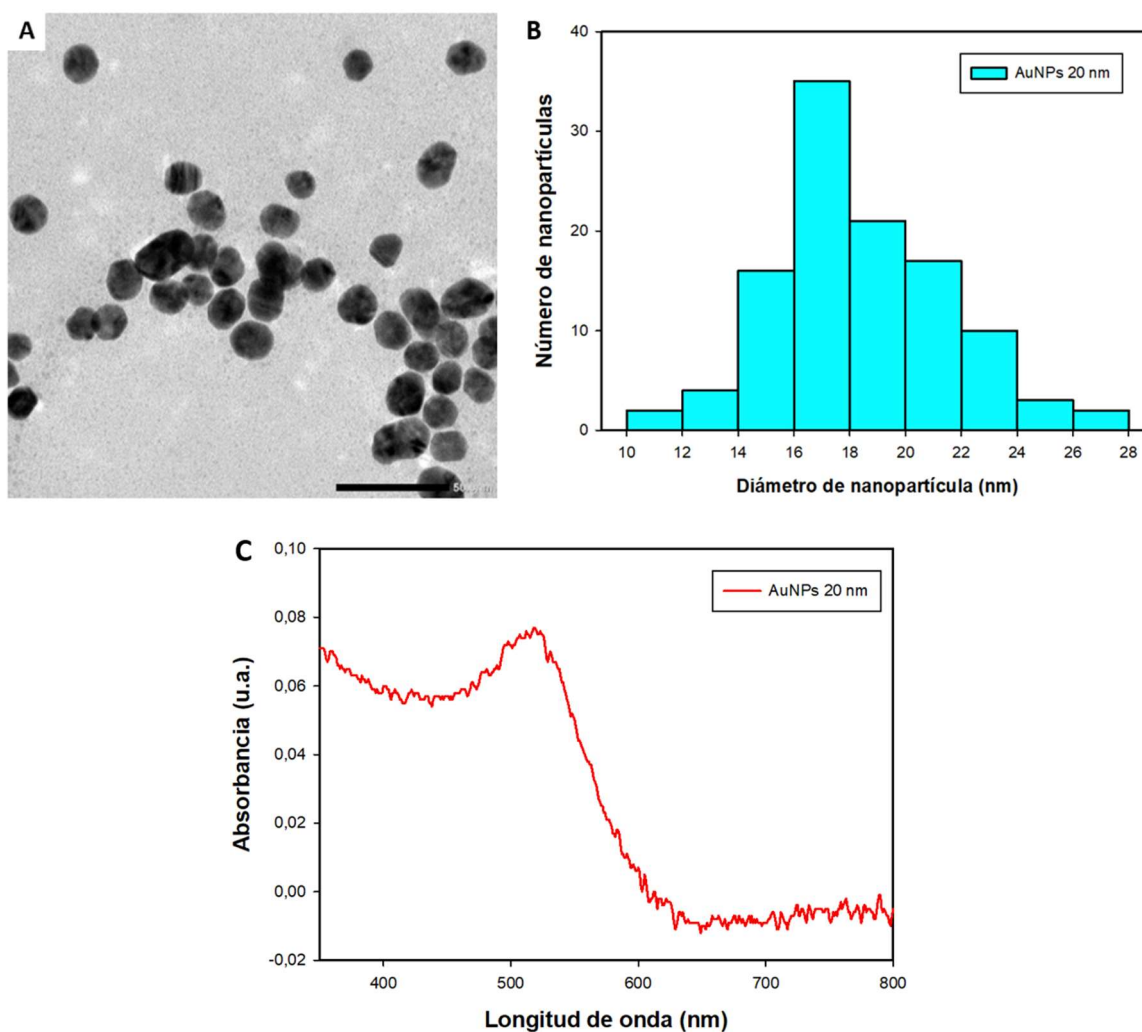 A
B
40
30
20
10
0
AuNPs 20 nm
Número de nanopartículas
10 12 14 16 18 20 22 24 26 28
Diámetro de nanopartícula (nm)
C
0,10
0,08
0,06
0,04
0,02
0,00
-0,02
AuNPs 20 nm
Absorbancia (u.a.)
400 500 600 700 800
Longitud de onda (nm)